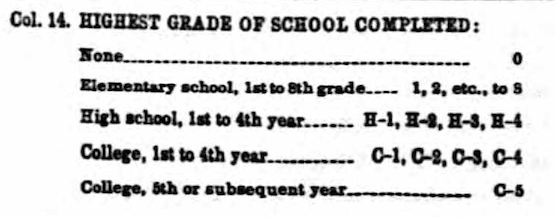 Col. 14. HIGHEST GRADE OF SCHOOL COMPLETED:
None........................................ 0
Elementary school, 1st to 8th grade.... 1, 2, etc., to 8
High school, 1st to 4th year....... H-1, H-2, H-3, H-4
College, 1st to 4th year............ C-1, C-2, C-3, C-4
College, 5th or subsequent year................. C-5